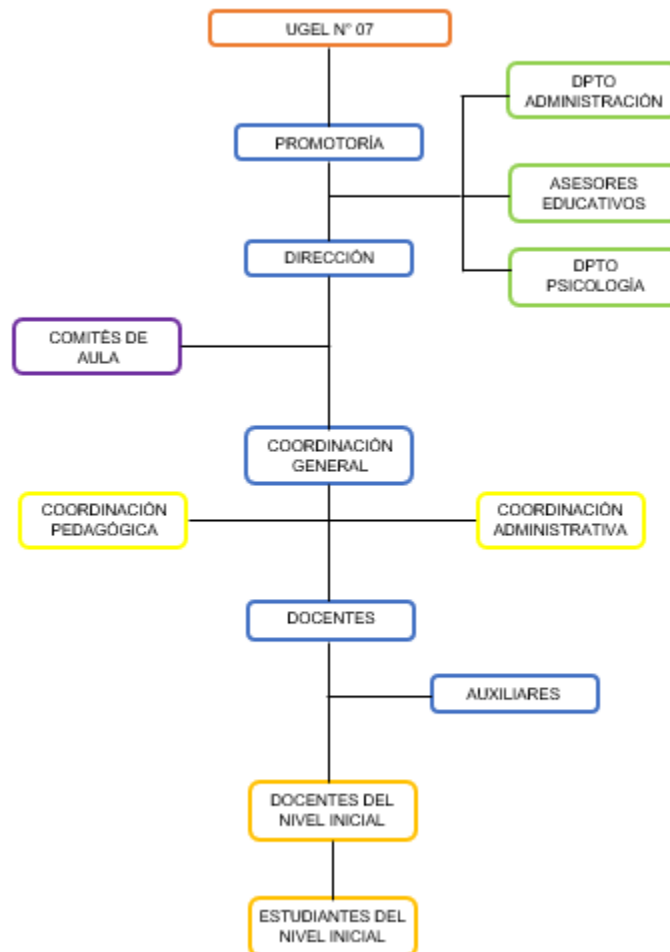 UGEL N° 07
DPTO
ADMINISTRACIÓN
PROMOTORÍA
ASESORES
EDUCATIVOS
DIRECCIÓN
DPTO
PSICOLOGÍA
COMITÉS DE
AULA
COORDINACIÓN
GENERAL
COORDINACIÓN
PEDAGÓGICA
COORDINACIÓN
ADMINISTRATIVA
DOCENTES
AUXILIARES
DOCENTES DEL
NIVEL INICIAL
ESTUDIANTES DEL
NIVEL INICIAL